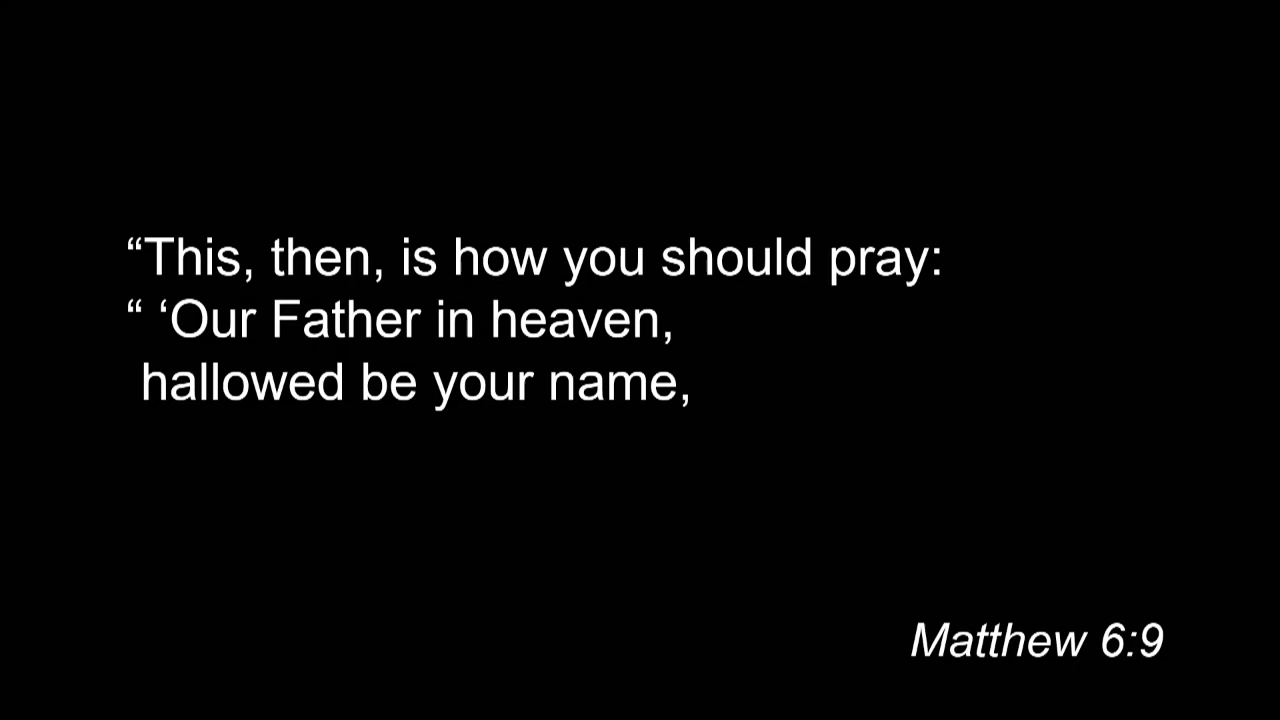 “This, then, is how you should pray:
“ ‘Our Father in heaven,
hallowed be your name,
Matthew 6:9